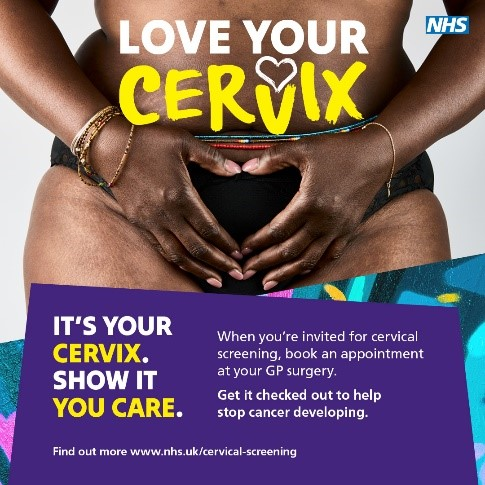 NHS
LOVE YOUR
CERVIX
IT'S YOUR
CERVIX.
SHOW IT
YOU CARE.
When you're invited for cervical
screening, book an appointment
at your GP surgery.
Get it checked out to help
stop cancer developing.
Find out more www.nhs.uk/cervical-screening